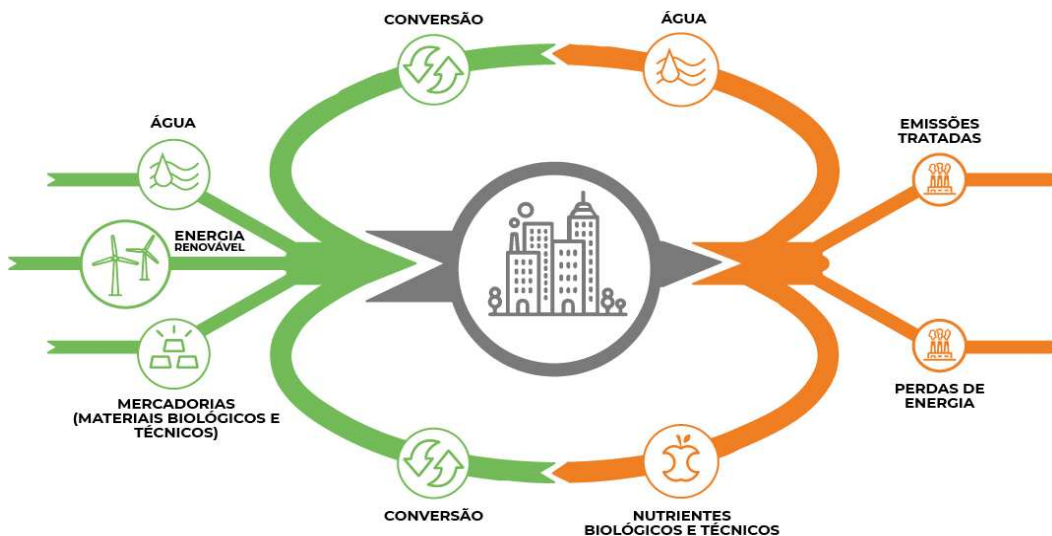 CONVERSÃO
ÁGUA
ÁGUA
EMISSÕES
TRATADAS
ENERGIA
RENOVÁVEL
MERCADORIAS
(MATERIAIS BIOLÓGICOS E
TÉCNICOS)
PERDAS DE
ENERGIA
CONVERSÃO
NUTRIENTES
BIOLÓGICOS E TÉCNICOS